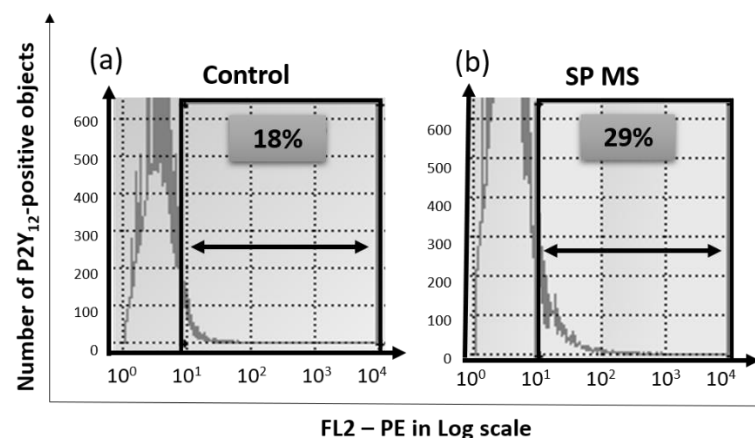 (a)
Control
18%
600
500
400
300
200
100
0
10⁰ 10¹ 10² 10³ 10⁴
(b)
SP MS
29%
600
500
400
300
200
100
0
10⁰ 10¹ 10² 10³ 10⁴
Number of P2Y₁₂-positive objects
FL2 – PE in Log scale